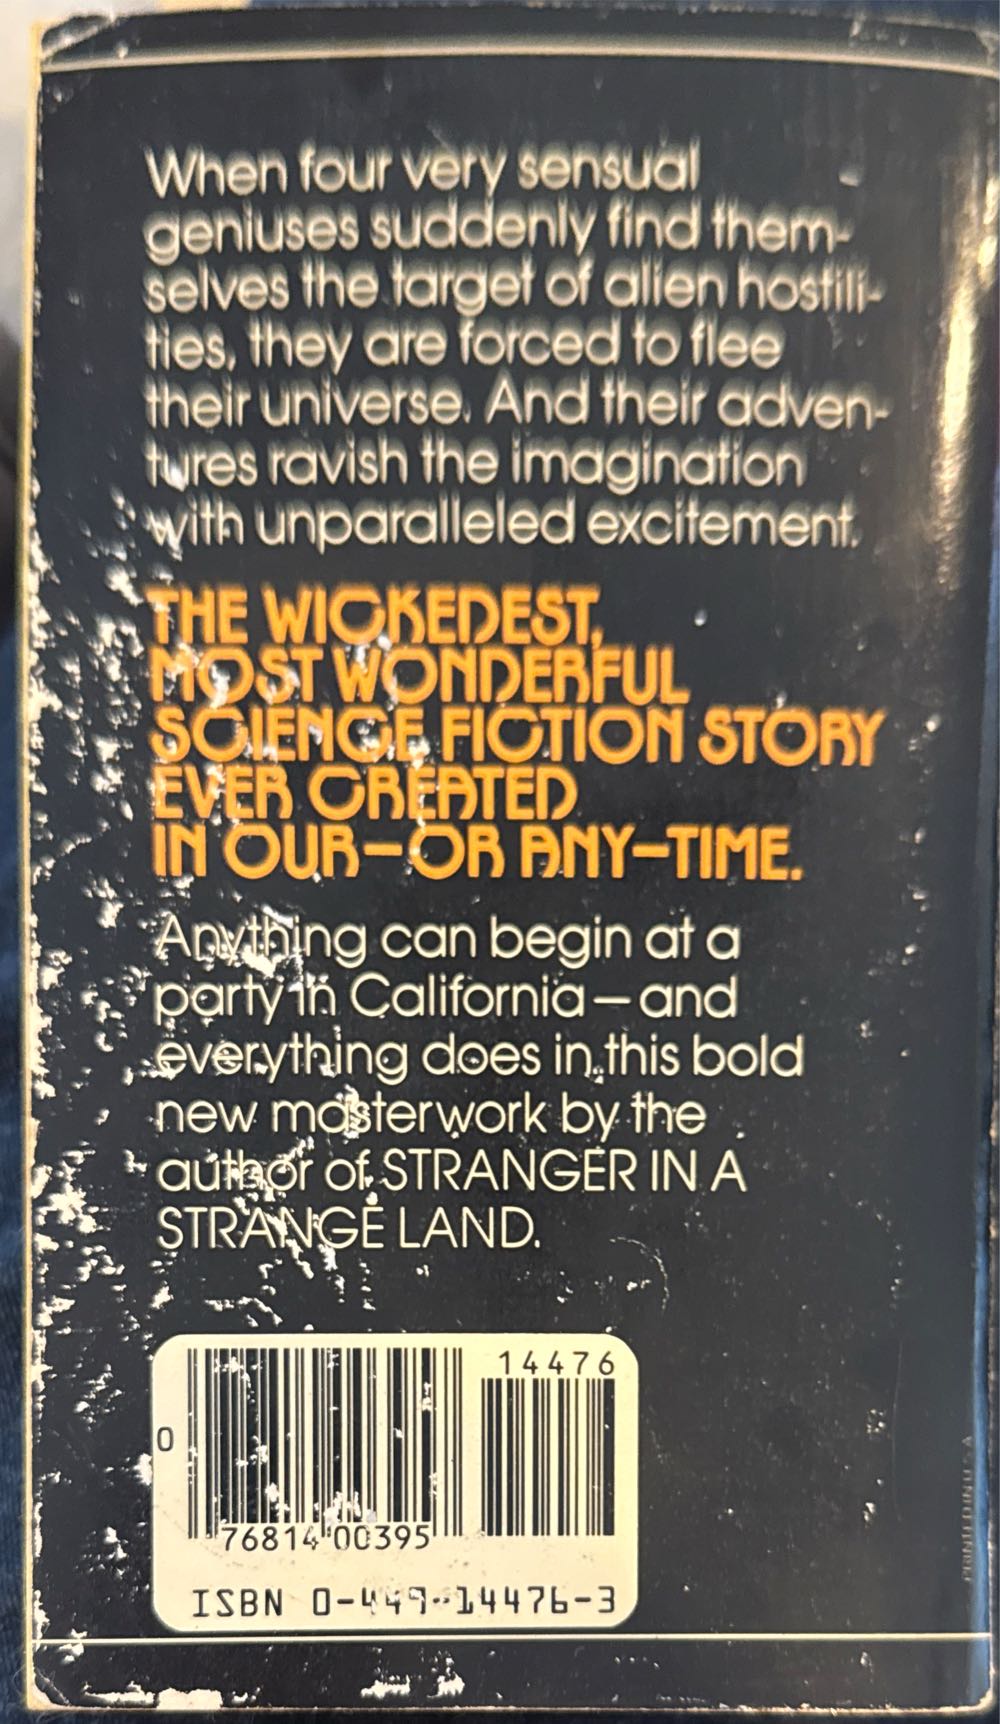 When four very sensual
geniuses suddenly find them-
selves the target of alien hostili-
ties, they are forced to flee
their universe. And their adven-
tures ravish the imagination
with unparalleled excitement.
THE WICKEDEST,
MOST WONDERFUL
SCIENCE FICTION STORY
EVER CREATED
IN OUR—OR ANY—TIME.
Anything can begin at a
party in California—and
everything does in this bold
new masterwork by the
author of STRANGER IN A
STRANGE LAND.
14476
0
76814 00395
ISBN 0-449-14476-3
PRINTED IN U.S.A.